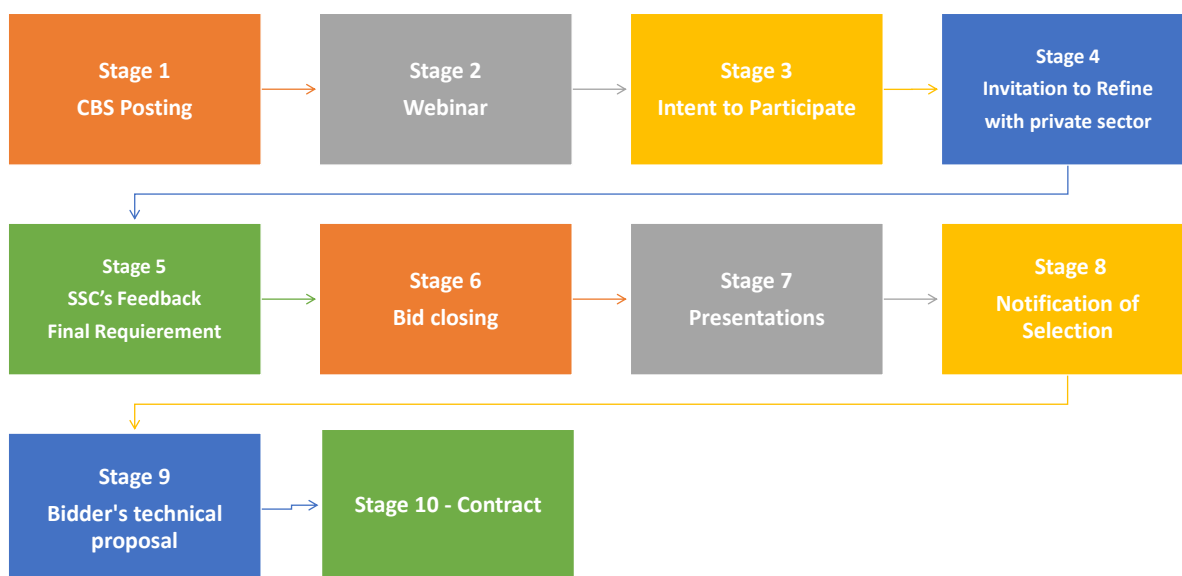 Stage 1
CBS Posting
Stage 2
Webinar
Stage 3
Intent to Participate
Stage 4
Invitation to Refine
with private sector
Stage 5
SSC’s Feedback
Final Requierement
Stage 6
Bid closing
Stage 7
Presentations
Stage 8
Notification of
Selection
Stage 9
Bidder's technical
proposal
Stage 10 - Contract